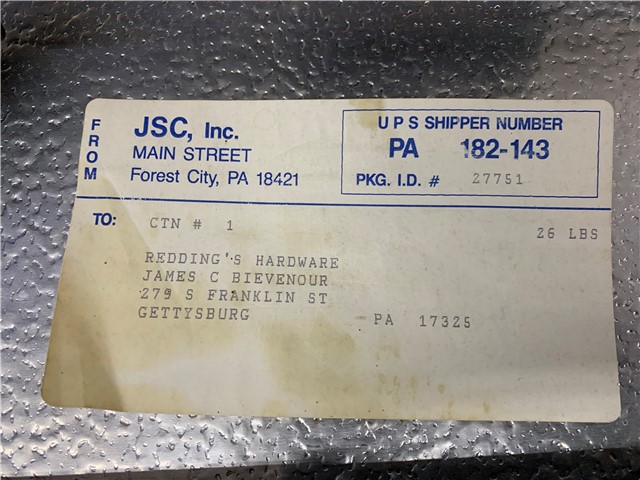 FROM
JSC, Inc.
MAIN STREET
Forest City, PA 18421
UPS SHIPPER NUMBER
PA 182-143
PKG. I.D. # 27751
TO: CTN # 1
26 LBS
REDDING'S HARDWARE
JAMES C BIEVENOUR
279 S FRANKLIN ST
GETTYSBURG PA 17325